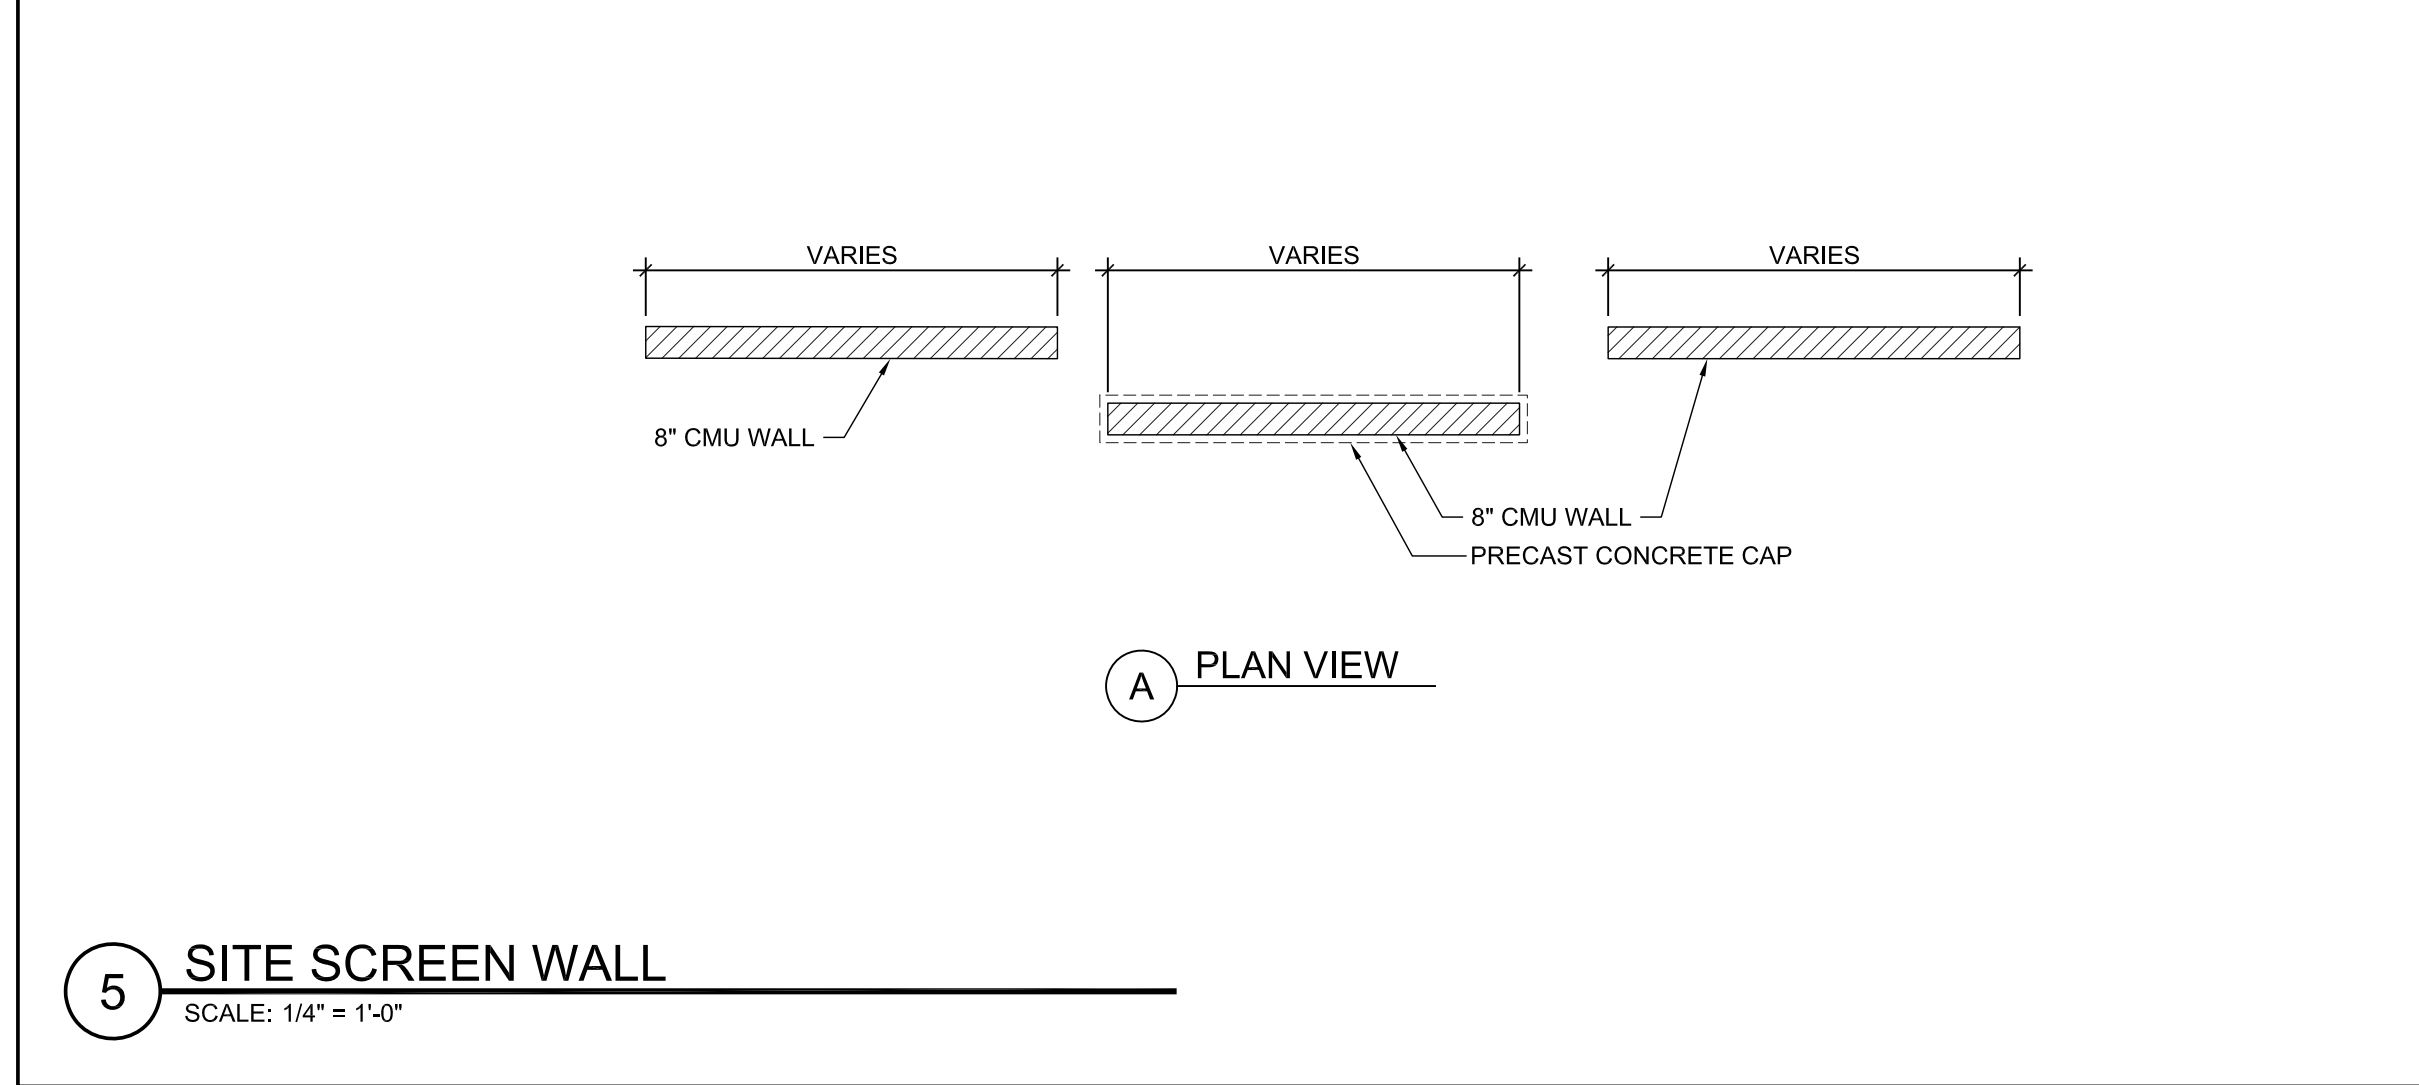 VARIES
VARIES
VARIES
8" CMU WALL
8" CMU WALL
PRECAST CONCRETE CAP
A
PLAN VIEW
5
SITE SCREEN WALL
SCALE: 1/4" = 1'-0"